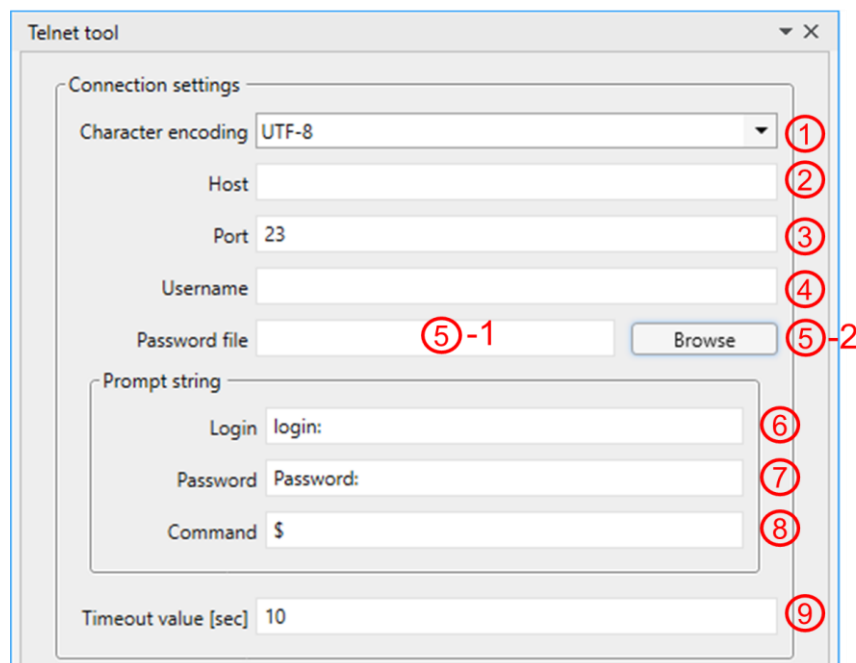 Telnet tool
Connection settings
Character encoding UTF-8 ①
Host ②
Port 23 ③
Username ④
Password file ⑤-1 Browse ⑤-2
Prompt string
Login login: ⑥
Password Password: ⑦
Command $ ⑧
Timeout value [sec] 10 ⑨